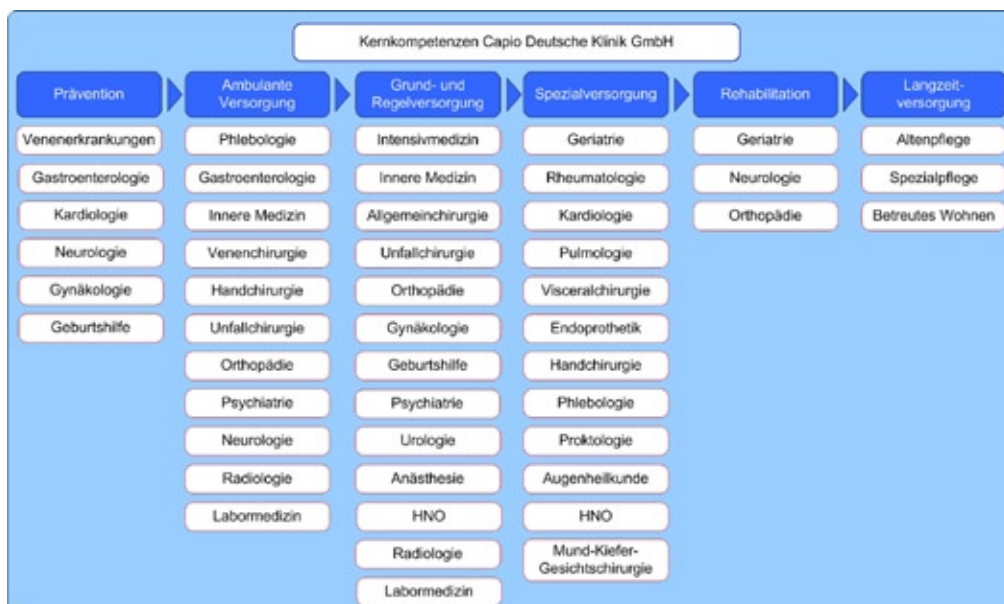 Kernkompetenzen Capio Deutsche Klinik GmbH
Prävention
Venenerkrankungen
Gastroenterologie
Kardiologie
Neurologie
Gynäkologie
Geburtshilfe
Ambulante
Versorgung
Phlebologie
Gastroenterologie
Innere Medizin
Venenchirurgie
Handchirurgie
Unfallchirurgie
Orthopädie
Psychiatrie
Neurologie
Radiologie
Labormedizin
Grund- und
Regelversorgung
Intensivmedizin
Innere Medizin
Allgemeinchirurgie
Unfallchirurgie
Orthopädie
Gynäkologie
Geburtshilfe
Psychiatrie
Urologie
Anästhesie
HNO
Radiologie
Labormedizin
Spezialversorgung
Geriatrie
Rheumatologie
Kardiologie
Pulmologie
Visceralchirurgie
Endoprothetik
Handchirurgie
Phlebologie
Proktologie
Augenheilkunde
HNO
Mund-Kiefer-
Gesichtschirurgie
Rehabilitation
Geriatrie
Neurologie
Orthopädie
Langzeit-
versorgung
Altenpflege
Spezialpflege
Betreutes Wohnen